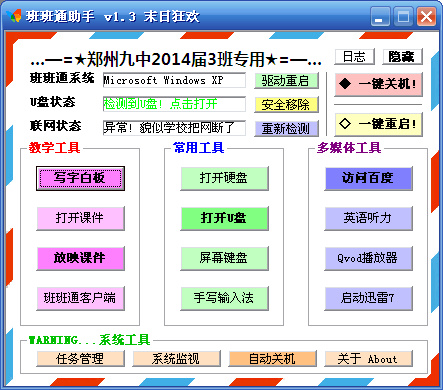 班班通助手 v1.3 末日狂欢
...—=★郑州九中2014届3班专用★=—...
日志
隐藏
班班通系统 Microsoft Windows XP 驱动重启
U盘状态 检测到U盘! 点击打开 安全移除
联网状态 异常! 貌似学校把网断了 重新检测
◆ 一键关机!
◇ 一键重启!
教学工具
写字白板
打开课件
放映课件
班班通客户端
常用工具
打开硬盘
打开U盘
屏幕键盘
手写输入法
多媒体工具
访问百度
英语听力
Qvod播放器
启动迅雷7
WARNING...系统工具
任务管理 系统监视 自动关机 关于 About